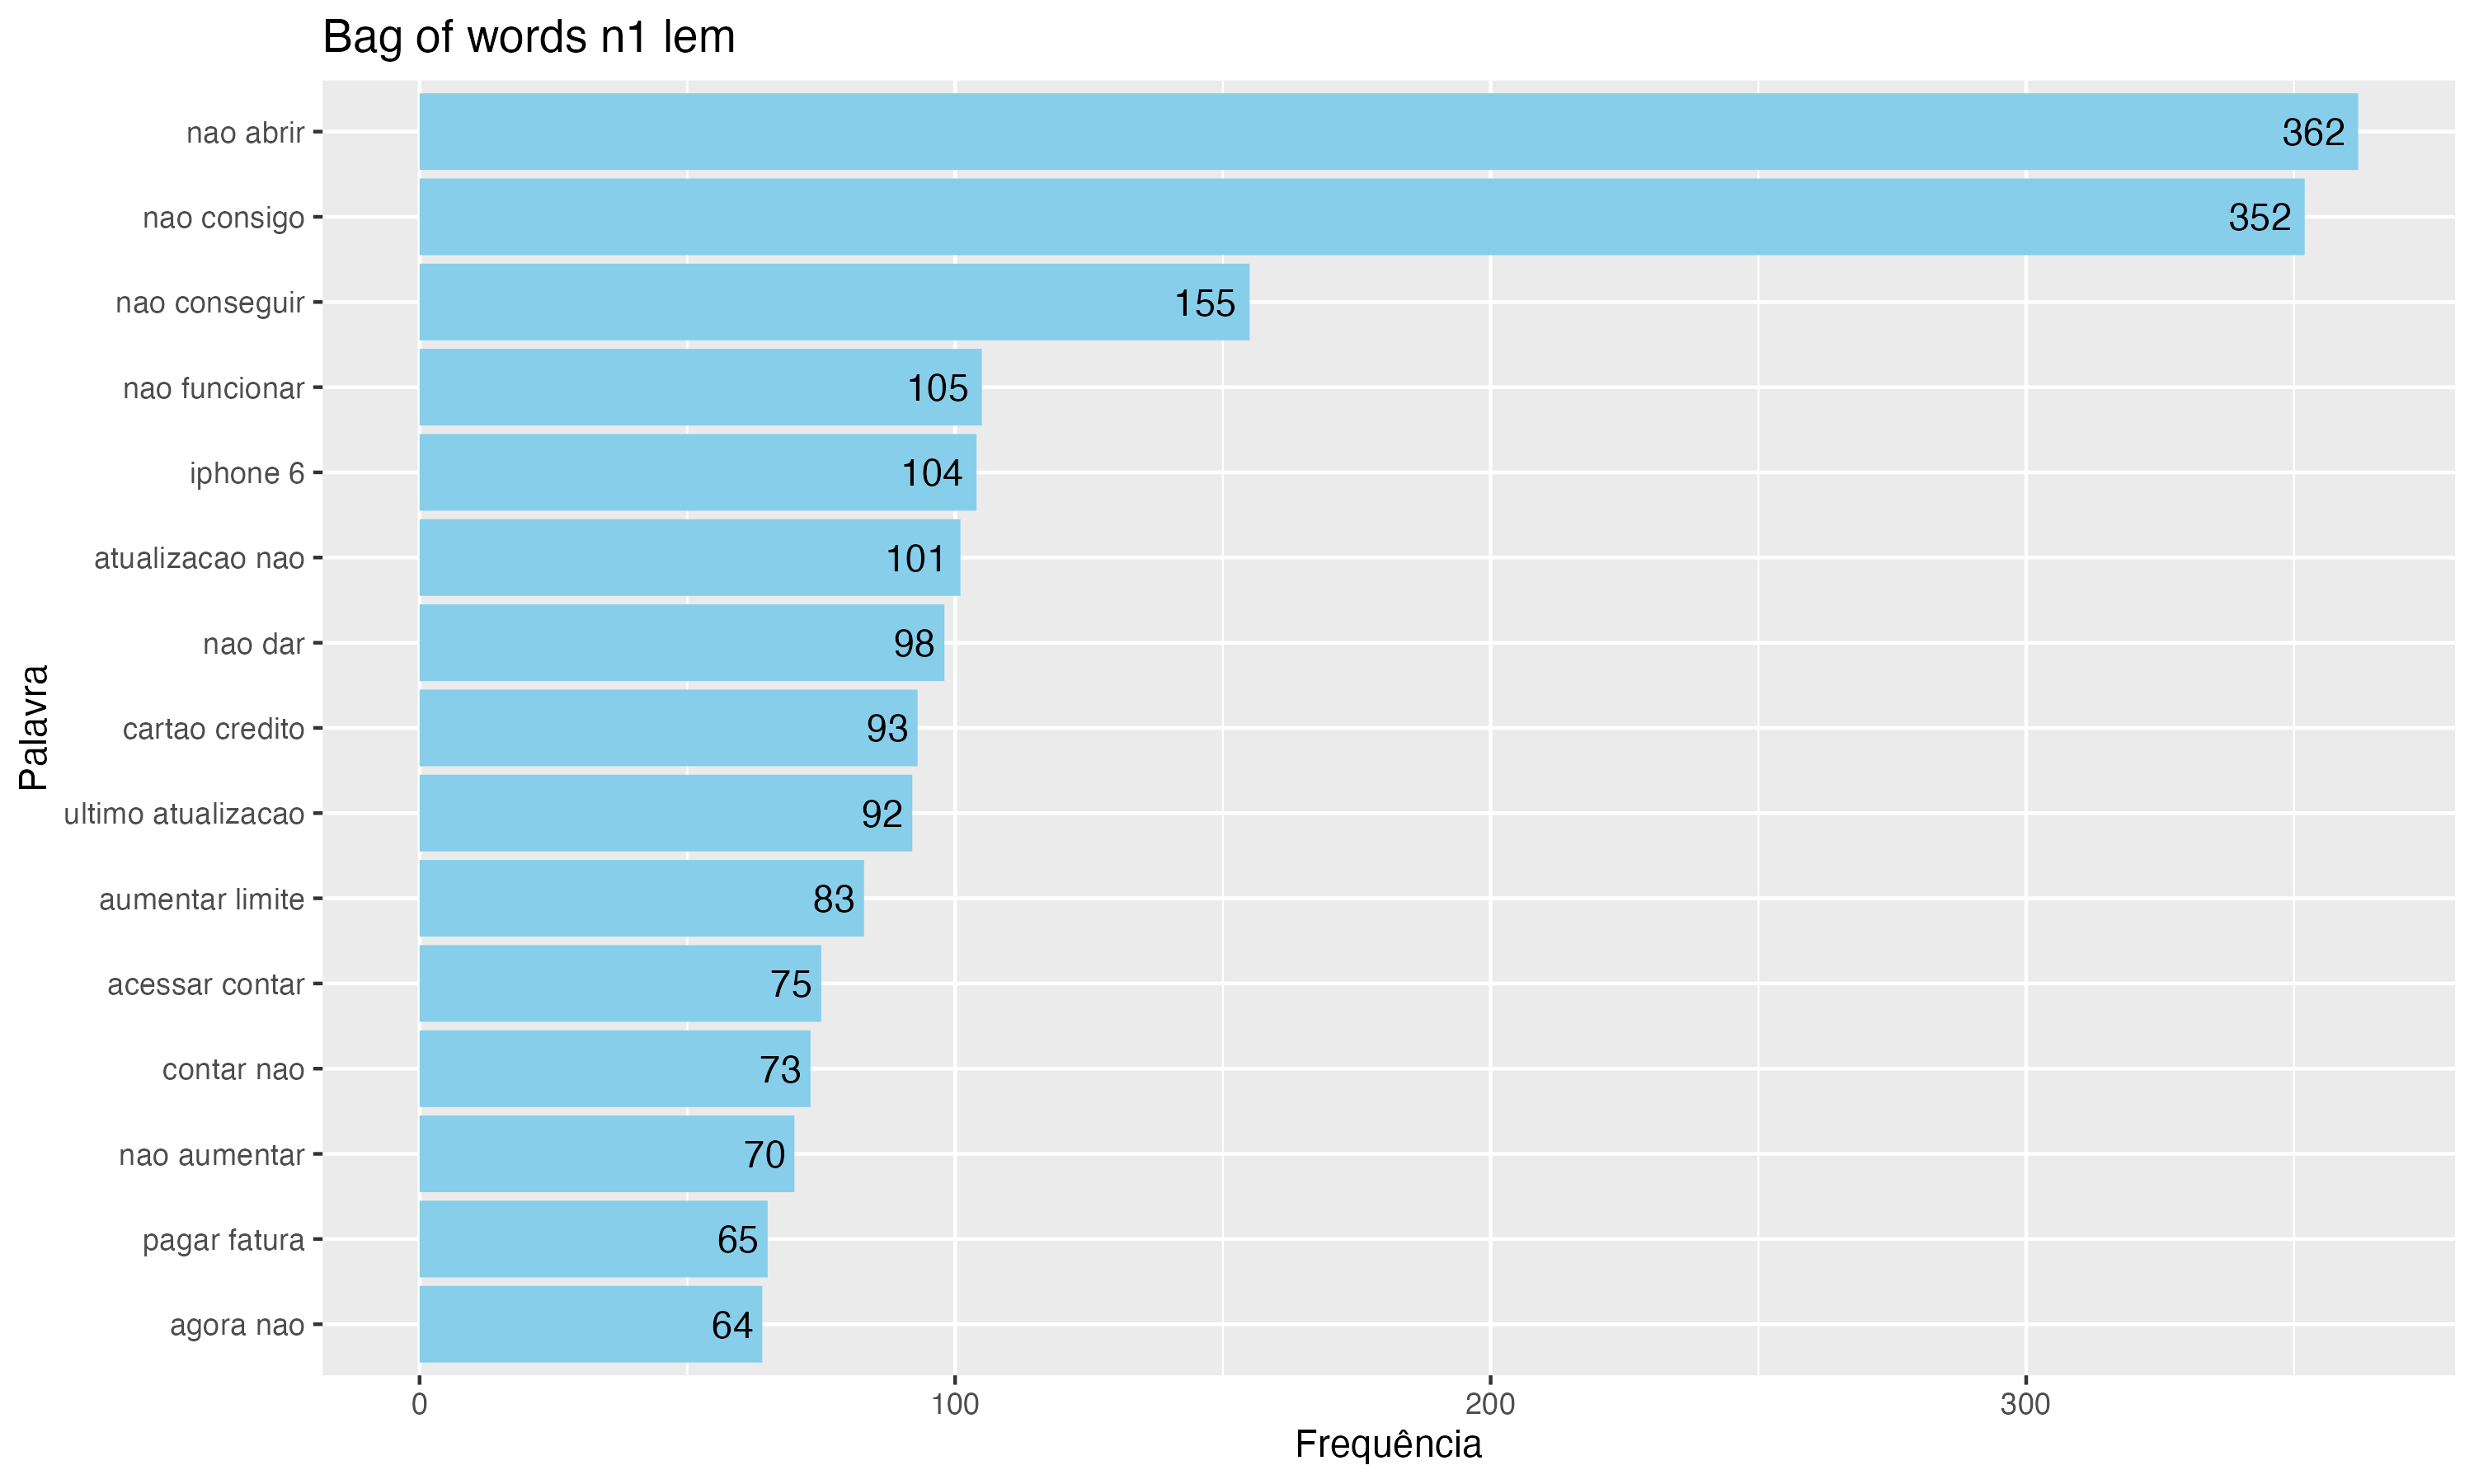 Bag of words n1 lem
nao abrir 362
nao consigo 352
nao conseguir 155
nao funcionar 105
iphone 6 104
atualizacao nao 101
nao dar 98
cartao credito 93
ultimo atualizacao 92
aumentar limite 83
acessar contar 75
contar nao 73
nao aumentar 70
pagar fatura 65
agora nao 64
Palavra
0 100 200 300
Frequência